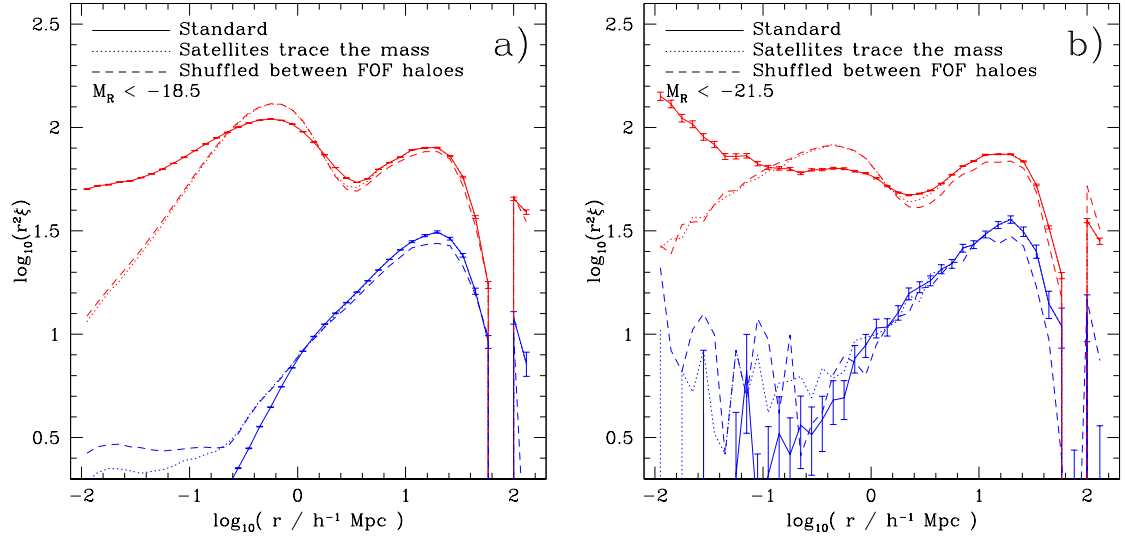 2.5
2
1.5
1
0.5
log₁₀(r²ξ)
Standard
Satellites trace the mass
Shuffled between FOF haloes
M_R < −18.5
a)
−2 −1 0 1 2
log₁₀( r / h⁻¹ Mpc )
2.5
2
1.5
1
0.5
log₁₀(r²ξ)
Standard
Satellites trace the mass
Shuffled between FOF haloes
M_R < −21.5
b)
−2 −1 0 1 2
log₁₀( r / h⁻¹ Mpc )